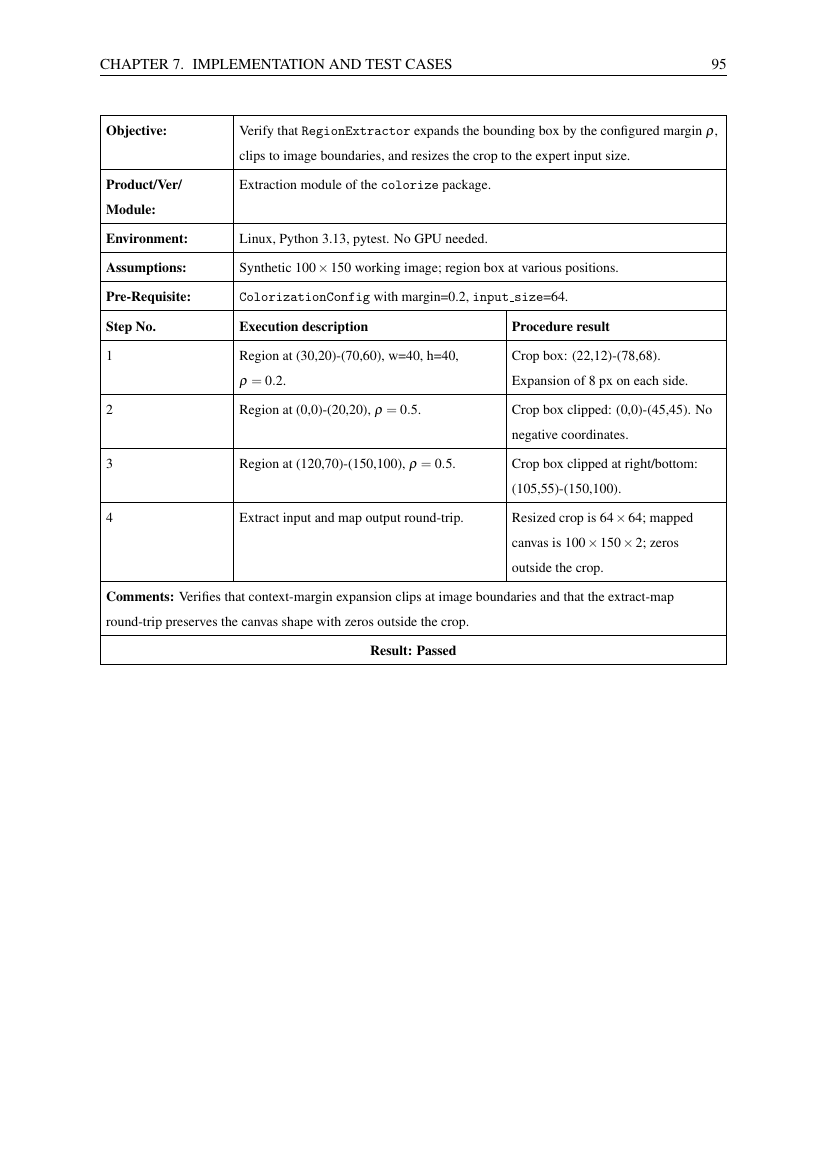 CHAPTER 7. IMPLEMENTATION AND TEST CASES 95
Objective: Verify that RegionExtractor expands the bounding box by the configured margin ρ,
clips to image boundaries, and resizes the crop to the expert input size.
Product/Ver/ Extraction module of the colorize package.
Module:
Environment: Linux, Python 3.13, pytest. No GPU needed.
Assumptions: Synthetic 100 × 150 working image; region box at various positions.
Pre-Requisite: ColorizationConfig with margin=0.2, input_size=64.
Step No. Execution description Procedure result
1 Region at (30,20)-(70,60), w=40, h=40, Crop box: (22,12)-(78,68).
ρ = 0.2. Expansion of 8 px on each side.
2 Region at (0,0)-(20,20), ρ = 0.5. Crop box clipped: (0,0)-(45,45). No
negative coordinates.
3 Region at (120,70)-(150,100), ρ = 0.5. Crop box clipped at right/bottom:
(105,55)-(150,100).
4 Extract input and map output round-trip. Resized crop is 64 × 64; mapped
canvas is 100 × 150 × 2; zeros
outside the crop.
Comments: Verifies that context-margin expansion clips at image boundaries and that the extract-map
round-trip preserves the canvas shape with zeros outside the crop.
Result: Passed